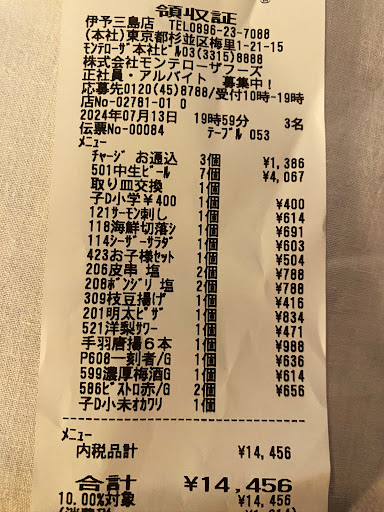 領収証
伊予三島店 TEL0896-23-7088
(本社)東京都杉並区梅里1-21-15
ﾓﾝﾃﾛｰｻﾞ本社ﾋﾞﾙ03(3315)8888
株式会社モンテローザフーズ
正社員・アルバイト 募集中!
応募先0120(45)8788/受付10時-19時
店No-02781-01 0
2024年07月13日 19時59分 3名
伝票No-00084 ﾃｰﾌﾞﾙ 053
ﾒﾆｭｰ
ﾁｬｰｼﾞ お通込 3個 ¥1,386
501中生ﾋﾞｰﾙ 7個 ¥4,067
取り皿交換 1個
子D小学¥400 1個 ¥400
121ｻｰﾓﾝ刺し 1個 ¥614
118海鮮切落ｼ 1個 ¥691
114ｼｰｻﾞｰｻﾗﾀﾞ 1個 ¥603
423お子様ｾｯﾄ 1個 ¥504
206皮串 塩 2個 ¥788
208ﾎﾞﾝｼﾞﾘ 塩 2個 ¥788
309枝豆揚げ 1個 ¥416
201明太ﾋﾟｻﾞ 1個 ¥834
521洋梨ｻﾜｰ 1個 ¥471
手羽唐揚６本 1個 ¥988
P608一刻者/G 1個 ¥636
599濃厚梅酒G 1個 ¥614
586ﾋﾞｽﾄﾛ赤/G 2個 ¥656
子D小未ｵｶﾜﾘ 1個
ﾒﾆｭｰ
内税品計 ¥14,456
合計 ¥14,456
10.00%対象 ¥14,456